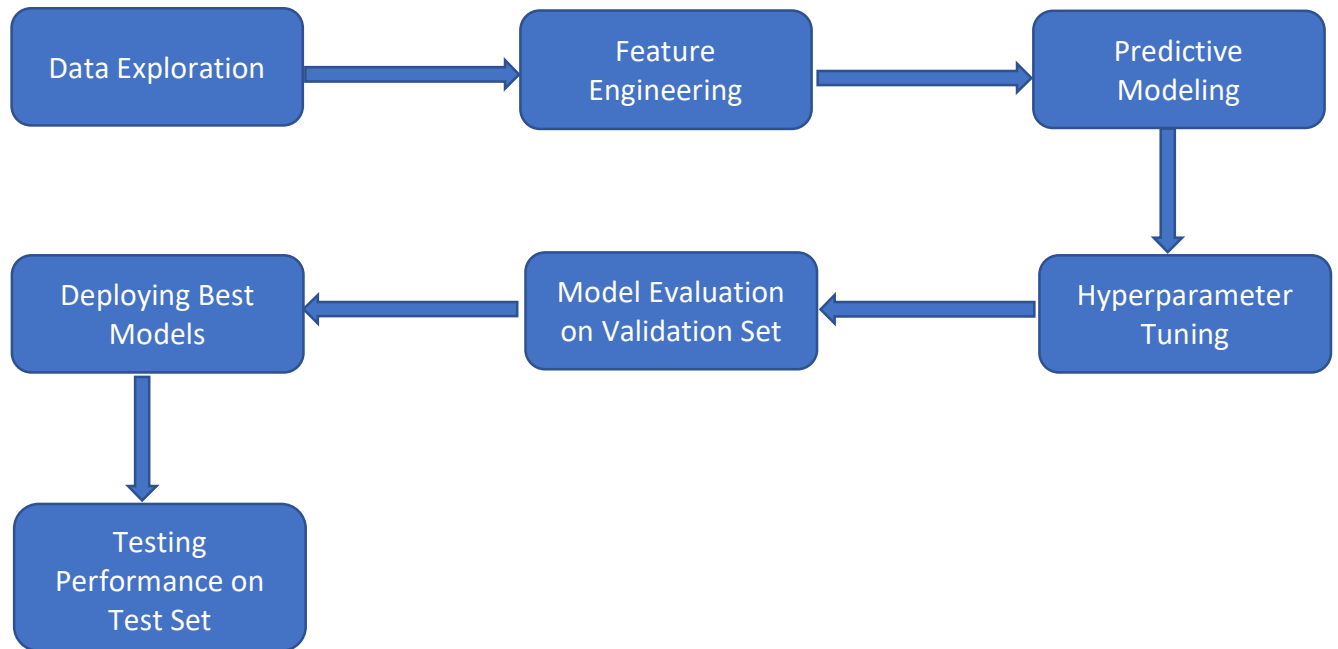 Data Exploration
Feature
Engineering
Predictive
Modeling
Hyperparameter
Tuning
Model Evaluation
on Validation Set
Deploying Best
Models
Testing
Performance on
Test Set